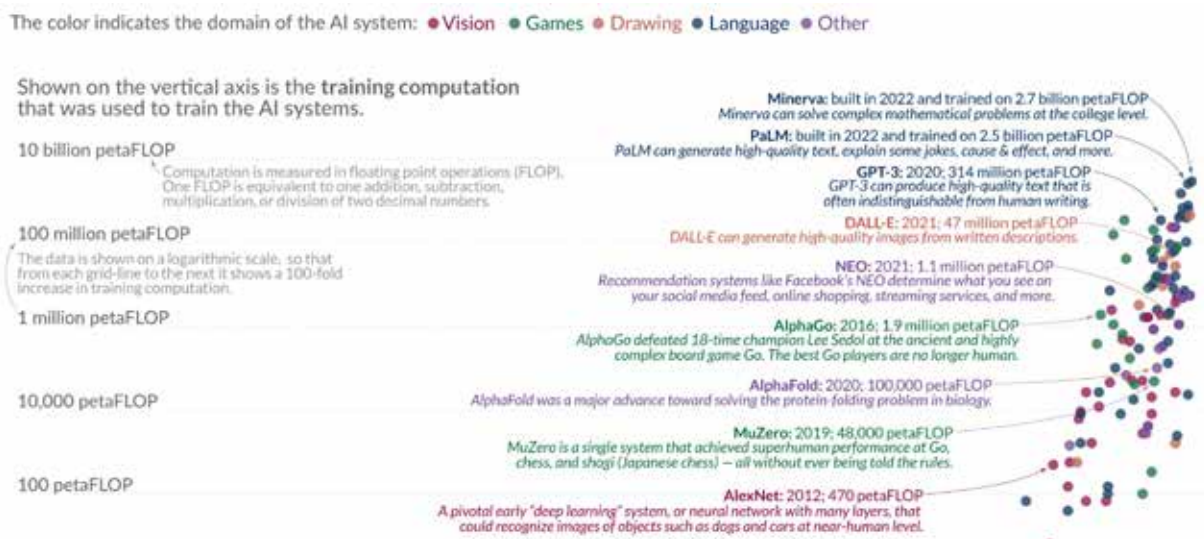 The color indicates the domain of the AI system: Vision Games Drawing Language Other
Shown on the vertical axis is the training computation
that was used to train the AI systems.
10 billion petaFLOP
Computation is measured in floating point operations (FLOP).
One FLOP is equivalent to one addition, subtraction,
multiplication, or division of two decimal numbers.
100 million petaFLOP
The data is shown on a logarithmic scale, so that
from each grid-line to the next it shows a 100-fold
increase in training computation.
1 million petaFLOP
10,000 petaFLOP
100 petaFLOP
Minerva: built in 2022 and trained on 2.7 billion petaFLOP
Minerva can solve complex mathematical problems at the college level.
PaLM: built in 2022 and trained on 2.5 billion petaFLOP
PaLM can generate high-quality text, explain some jokes, cause & effect, and more.
GPT-3: 2020; 314 million petaFLOP
GPT-3 can produce high-quality text that is
often indistinguishable from human writing.
DALL-E: 2021; 47 million petaFLOP
DALL-E can generate high-quality images from written descriptions.
NEO: 2021; 1.1 million petaFLOP
Recommendation systems like Facebook's NEO determine what you see on
your social media feed, online shopping, streaming services, and more.
AlphaGo: 2016; 1.9 million petaFLOP
AlphaGo defeated 18-time champion Lee Sedol at the ancient and highly
complex board game Go. The best Go players are no longer human.
AlphaFold: 2020; 100,000 petaFLOP
AlphaFold was a major advance toward solving the protein-folding problem in biology.
MuZero: 2019; 48,000 petaFLOP
MuZero is a single system that achieved superhuman performance at Go,
chess, and shogi (Japanese chess) — all without ever being told the rules.
AlexNet: 2012; 470 petaFLOP
A pivotal early "deep learning" system, or neural network with many layers, that
could recognize images of objects such as dogs and cars at near-human level.